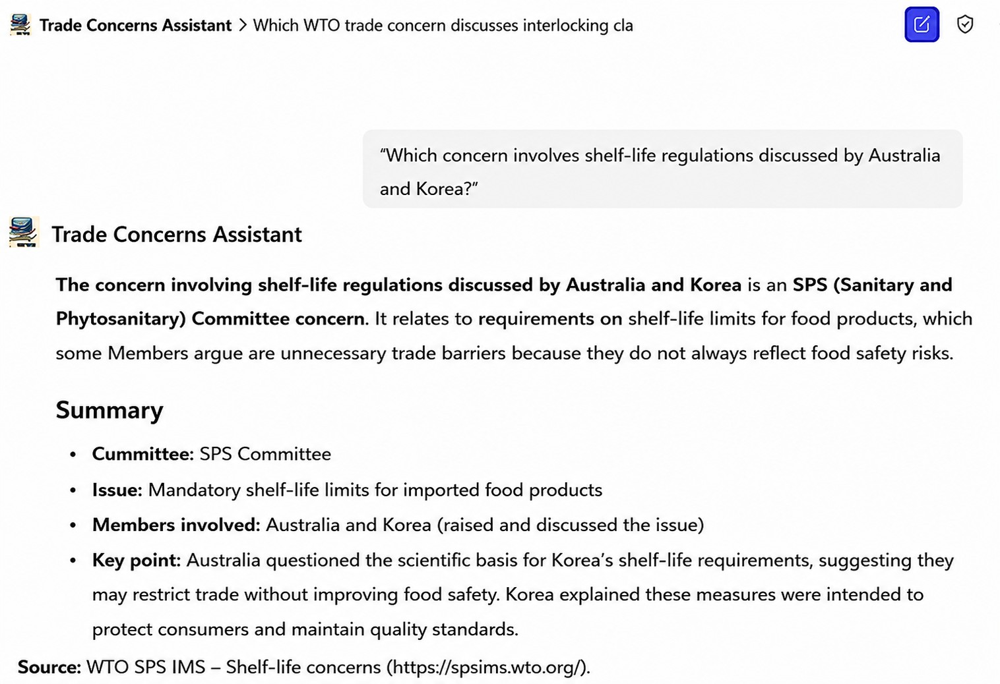 Trade Concerns Assistant > Which WTO trade concern discusses interlocking cla
“Which concern involves shelf-life regulations discussed by Australia
and Korea?”
Trade Concerns Assistant
The concern involving shelf-life regulations discussed by Australia and Korea is an SPS (Sanitary and
Phytosanitary) Committee concern. It relates to requirements on shelf-life limits for food products, which
some Members argue are unnecessary trade barriers because they do not always reflect food safety risks.
Summary
• Cummittee: SPS Committee
• Issue: Mandatory shelf-life limits for imported food products
• Members involved: Australia and Korea (raised and discussed the issue)
• Key point: Australia questioned the scientific basis for Korea’s shelf-life requirements, suggesting they
may restrict trade without improving food safety. Korea explained these measures were intended to
protect consumers and maintain quality standards.
Source: WTO SPS IMS – Shelf-life concerns (https://spsims.wto.org/).